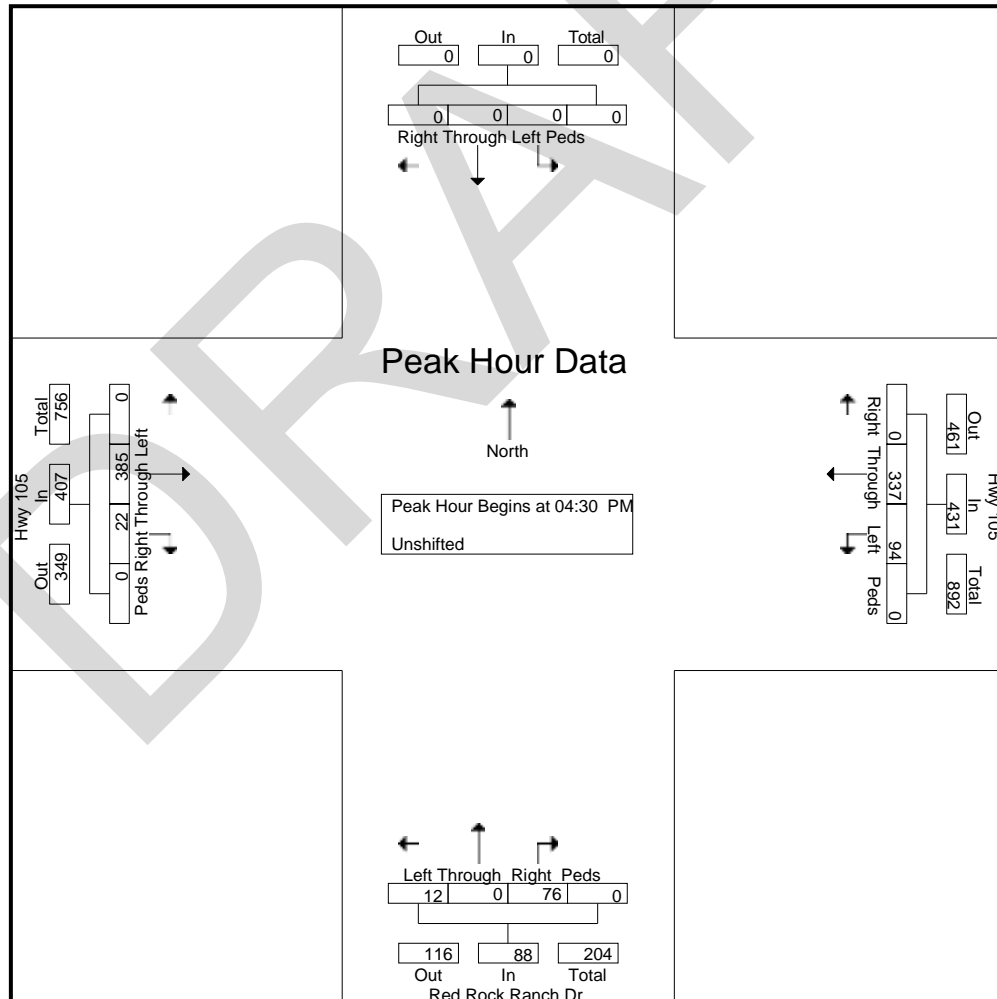 DRAF
Out In Total
0 0 0
0 0 0 0
Right Through Left Peds
Peak Hour Data
North
Peak Hour Begins at 04:30 PM
Unshifted
Hwy 105
Total In Out
756 407 349
0 385 22 0
Peds Right Through Left
Right Through Left Peds
0 337 94 0
Out In Total
461 431 892
Hwy 105
Left Through Right Peds
12 0 76 0
116 88 204
Out In Total
Red Rock Ranch Dr